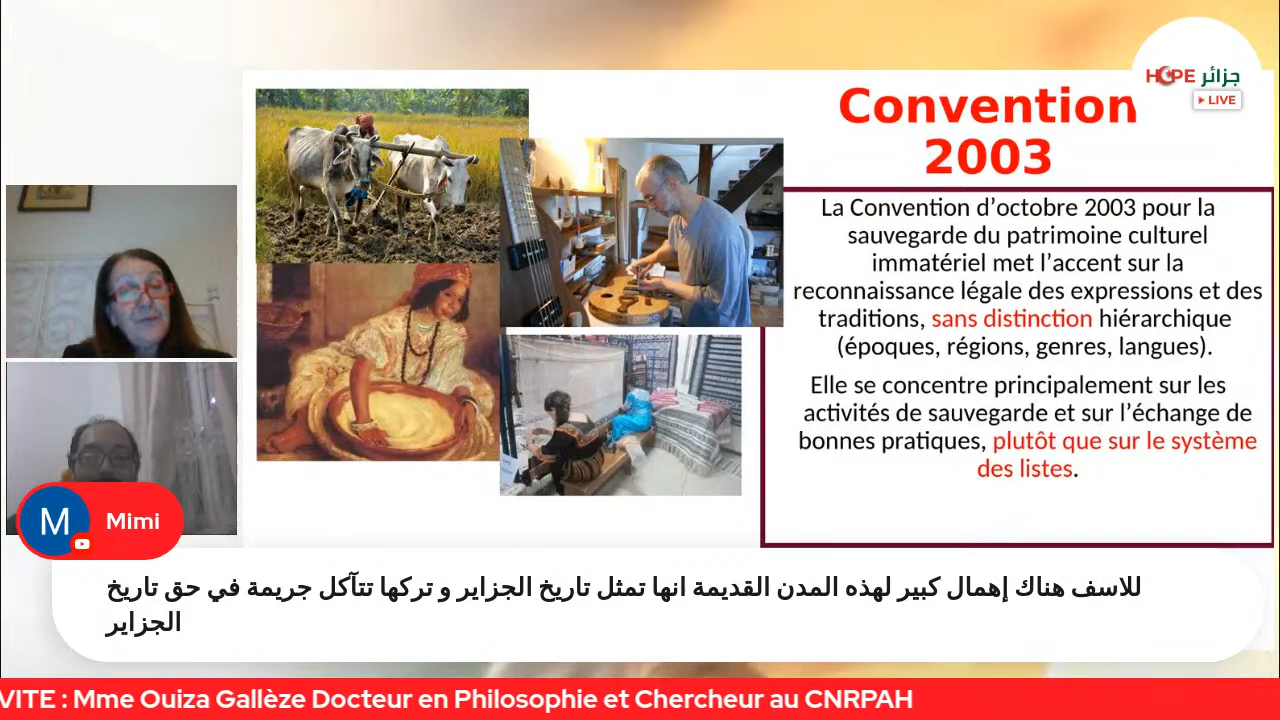 HOPE جزائر
LIVE
Convention
2003
La Convention d’octobre 2003 pour la
sauvegarde du patrimoine culturel
immatériel met l’accent sur la
reconnaissance légale des expressions et des
traditions, sans distinction hiérarchique
(époques, régions, genres, langues).
Elle se concentre principalement sur les
activités de sauvegarde et sur l’échange de
bonnes pratiques, plutôt que sur le système
des listes.
M
Mimi
للاسف هناك إهمال كبير لهذه المدن القديمة انها تمثل تاريخ الجزاير و تركها تتآكل جريمة في حق تاريخ
الجزاير
VITE : Mme Ouiza Gallèze Docteur en Philosophie et Chercheur au CNRPAH